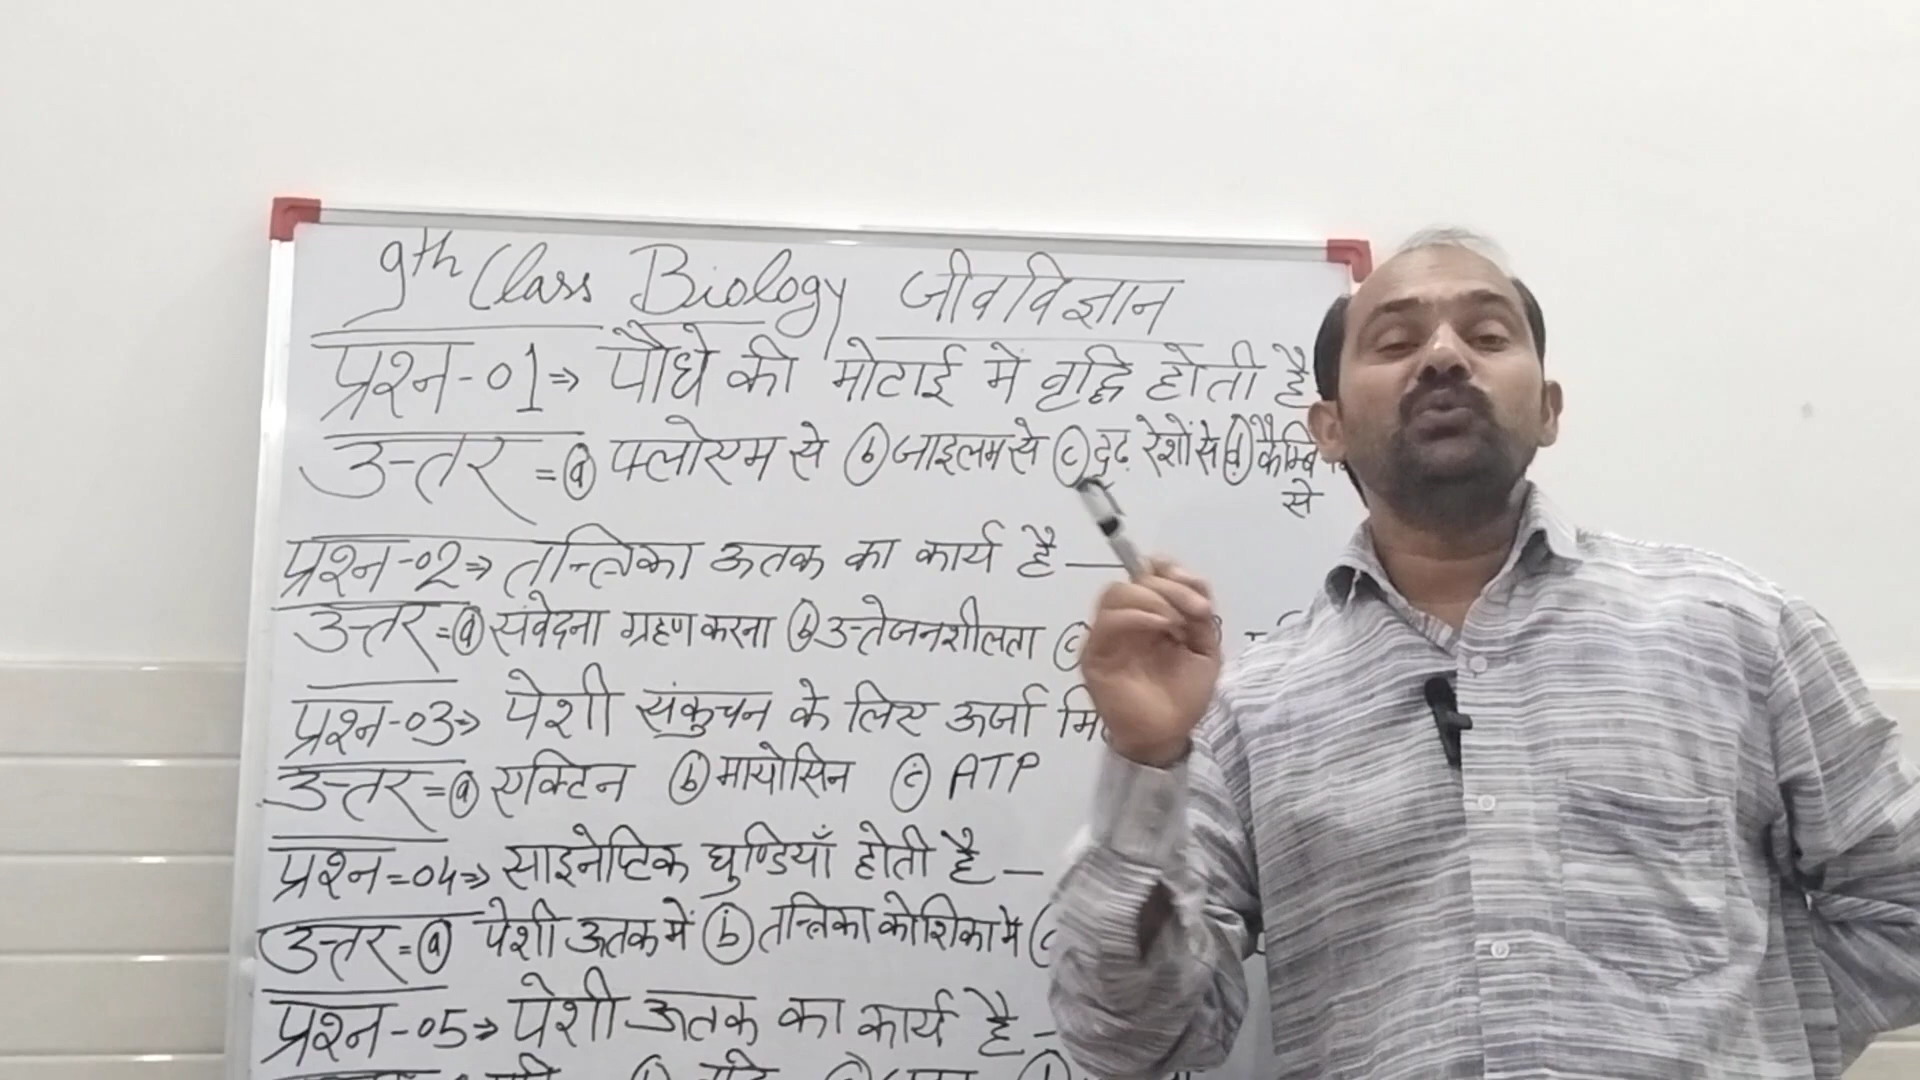 9th Class Biology जीवविज्ञान
प्रश्न-01⇒ पौधे की मोटाई में वृद्धि होती है
उत्तर=ⓐ फ्लोएम से ⓑ जाइलम से ⓒ दृढ़ रेशों से ⓓ
से
प्रश्न-02⇒ तन्त्रिका ऊतक का कार्य है—
उत्तर=ⓐ संवेदना ग्रहण करना ⓑ उत्तेजनशीलता ⓒ
प्रश्न-03⇒ पेशी संकुचन के लिए ऊर्जा
उत्तर=ⓐ एक्टिन ⓑ मायोसिन ⓒ ATP
प्रश्न=04⇒ साइनेप्टिक घुण्डियाँ होती है—
उत्तर=ⓐ पेशी ऊतक में ⓑ तन्त्रिका कोशिका में
प्रश्न-05⇒ पेशी ऊतक का कार्य है-